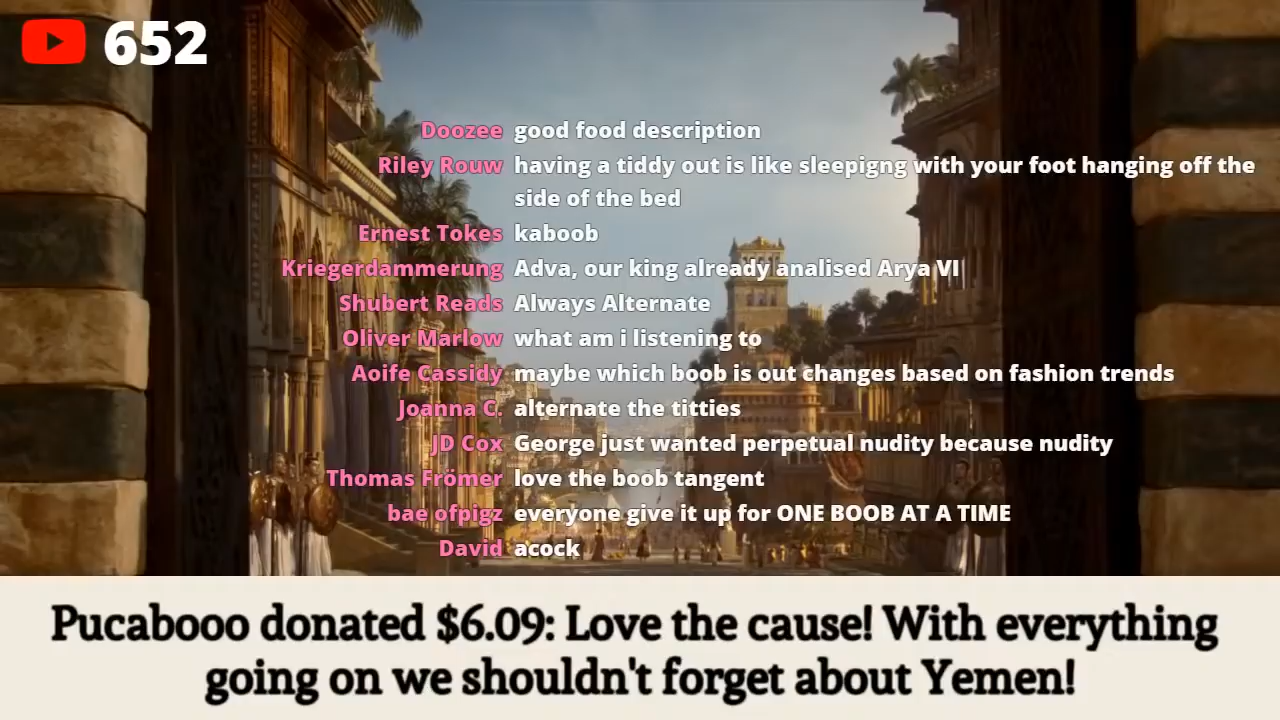 652
Doozee good food description
Riley Rouw having a tiddy out is like sleepigng with your foot hanging off the
side of the bed
Ernest Tokes kaboob
Kriegerdammerung Adva, our king already analised Arya VI
Shubert Reads Always Alternate
Oliver Marlow what am i listening to
Aoife Cassidy maybe which boob is out changes based on fashion trends
Joanna C. alternate the titties
JD Cox George just wanted perpetual nudity because nudity
Thomas Frömer love the boob tangent
bae ofpigz everyone give it up for ONE BOOB AT A TIME
David acock
Pucabooo donated $6.09: Love the cause! With everything
going on we shouldn't forget about Yemen!